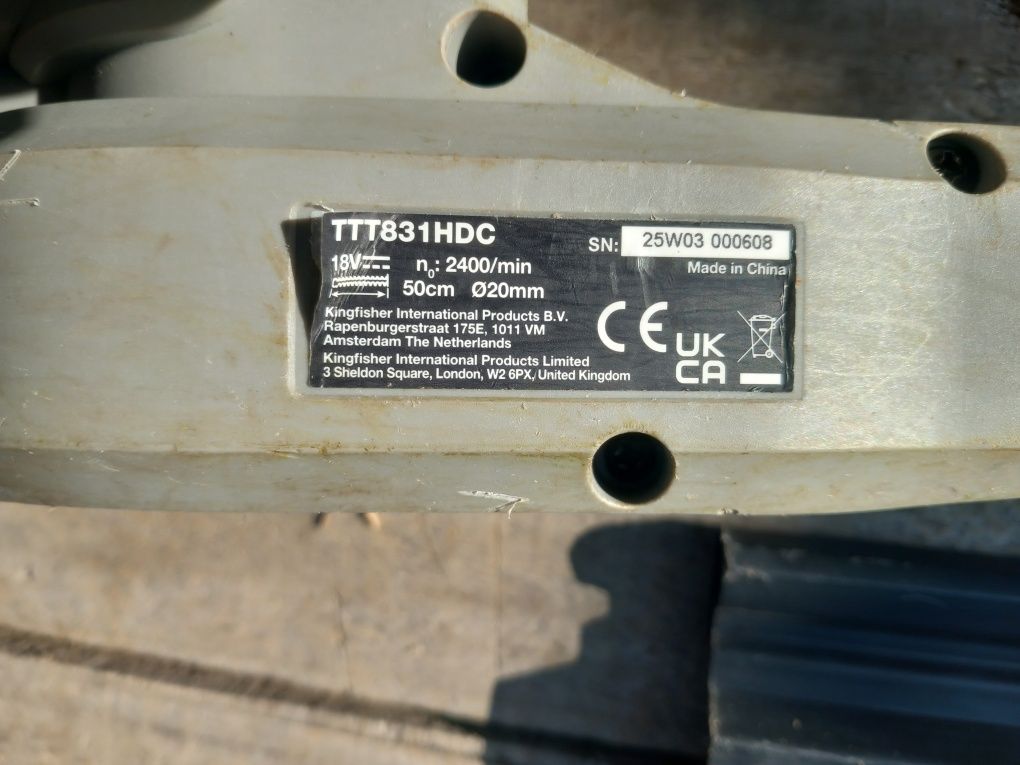 TTT831HDC
SN: 25W03 000608
Made in China
18V n0: 2400/min
50cm Ø20mm
Kingfisher International Products B.V.
Rapenburgerstraat 175E, 1011 VM
Amsterdam The Netherlands
Kingfisher International Products Limited
3 Sheldon Square, London, W2 6PX, United Kingdom
CE
UK
CA